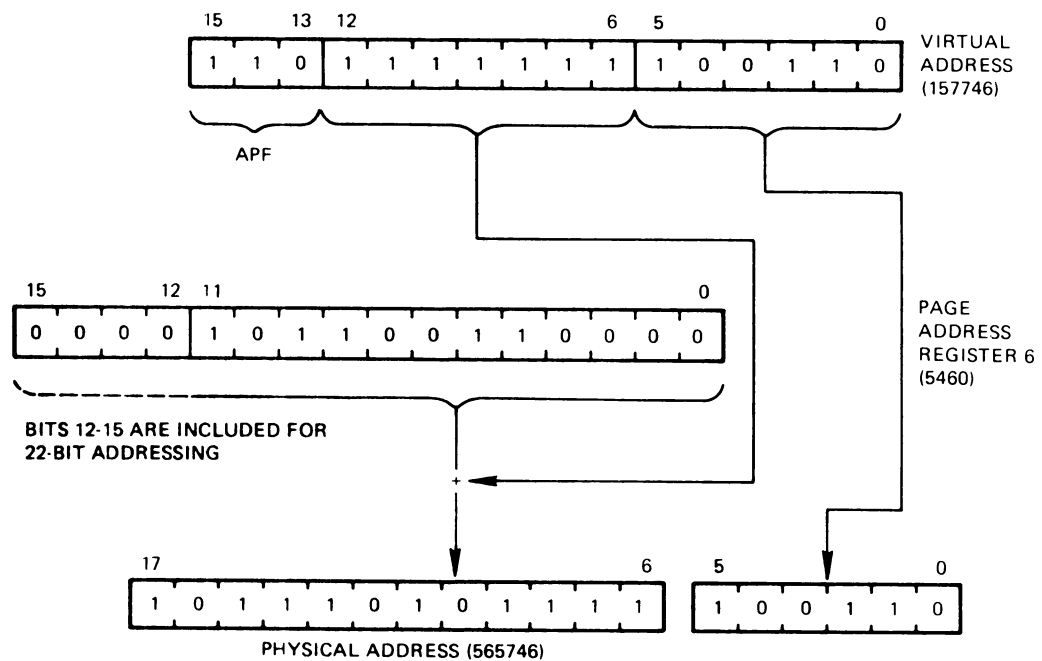 15 13 12 6 5 0
1 1 0 1 1 1 1 1 1 1 1 0 0 1 1 0
VIRTUAL
ADDRESS
(157746)
APF
15 12 11 0
0 0 0 0 1 0 1 1 0 0 1 1 0 0 0 0
PAGE
ADDRESS
REGISTER 6
(5460)
BITS 12-15 ARE INCLUDED FOR
22-BIT ADDRESSING
+
17 6 5 0
1 0 1 1 1 0 1 0 1 1 1 1 1 0 0 1 1 0
PHYSICAL ADDRESS (565746)